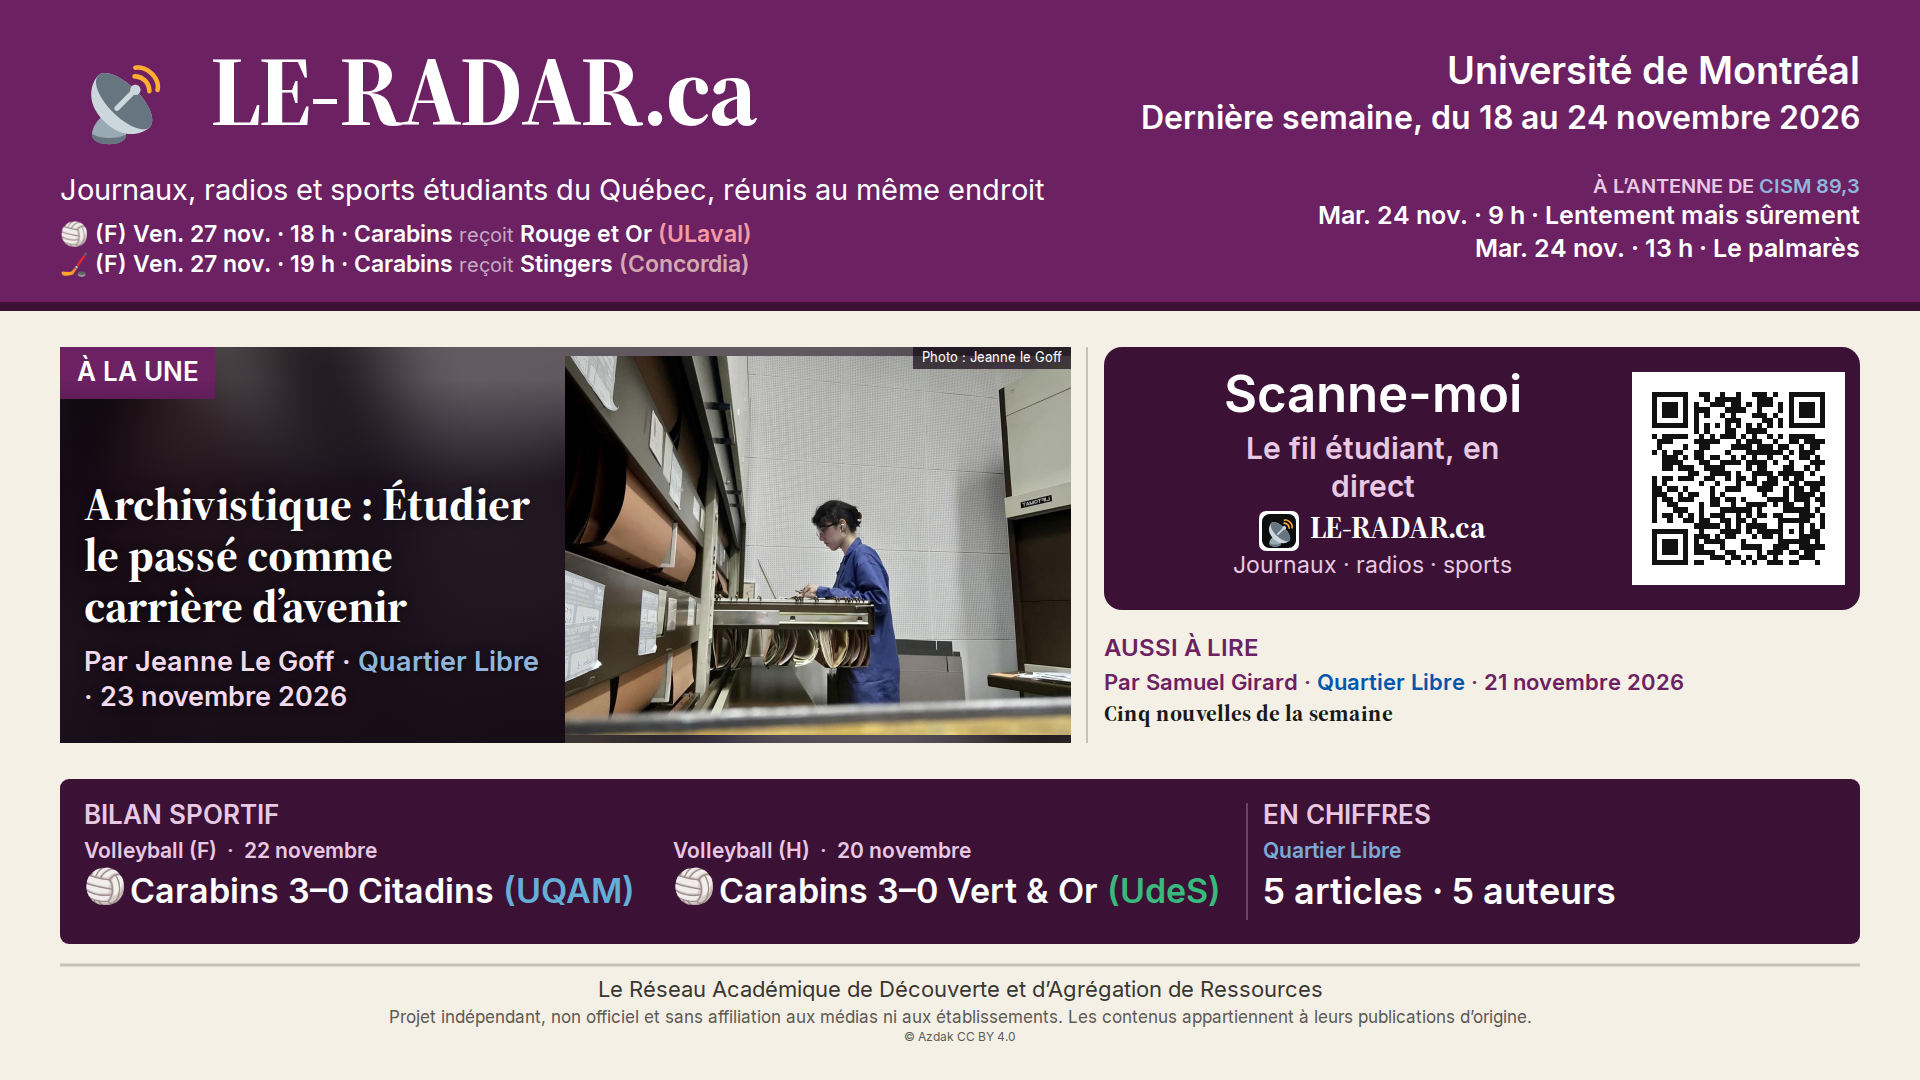 LE-RADAR.ca
Université de Montréal
Dernière semaine, du 18 au 24 novembre 2026
Journaux, radios et sports étudiants du Québec, réunis au même endroit
(F) Ven. 27 nov. · 18 h · Carabins reçoit Rouge et Or (ULaval)
(F) Ven. 27 nov. · 19 h · Carabins reçoit Stingers (Concordia)
À L’ANTENNE DE CISM 89,3
Mar. 24 nov. · 9 h · Lentement mais sûrement
Mar. 24 nov. · 13 h · Le palmarès
À LA UNE
Photo : Jeanne le Goff
Archivistique : Étudier
le passé comme
carrière d’avenir
Par Jeanne Le Goff · Quartier Libre
· 23 novembre 2026
Scanne-moi
Le fil étudiant, en
direct
LE-RADAR.ca
Journaux · radios · sports
AUSSI À LIRE
Par Samuel Girard · Quartier Libre · 21 novembre 2026
Cinq nouvelles de la semaine
BILAN SPORTIF
Volleyball (F) · 22 novembre
Carabins 3–0 Citadins (UQAM)
Volleyball (H) · 20 novembre
Carabins 3–0 Vert & Or (UdeS)
EN CHIFFRES
Quartier Libre
5 articles · 5 auteurs
Le Réseau Académique de Découverte et d’Agrégation de Ressources
Projet indépendant, non officiel et sans affiliation aux médias ni aux établissements. Les contenus appartiennent à leurs publications d’origine.
© Azdak CC BY 4.0